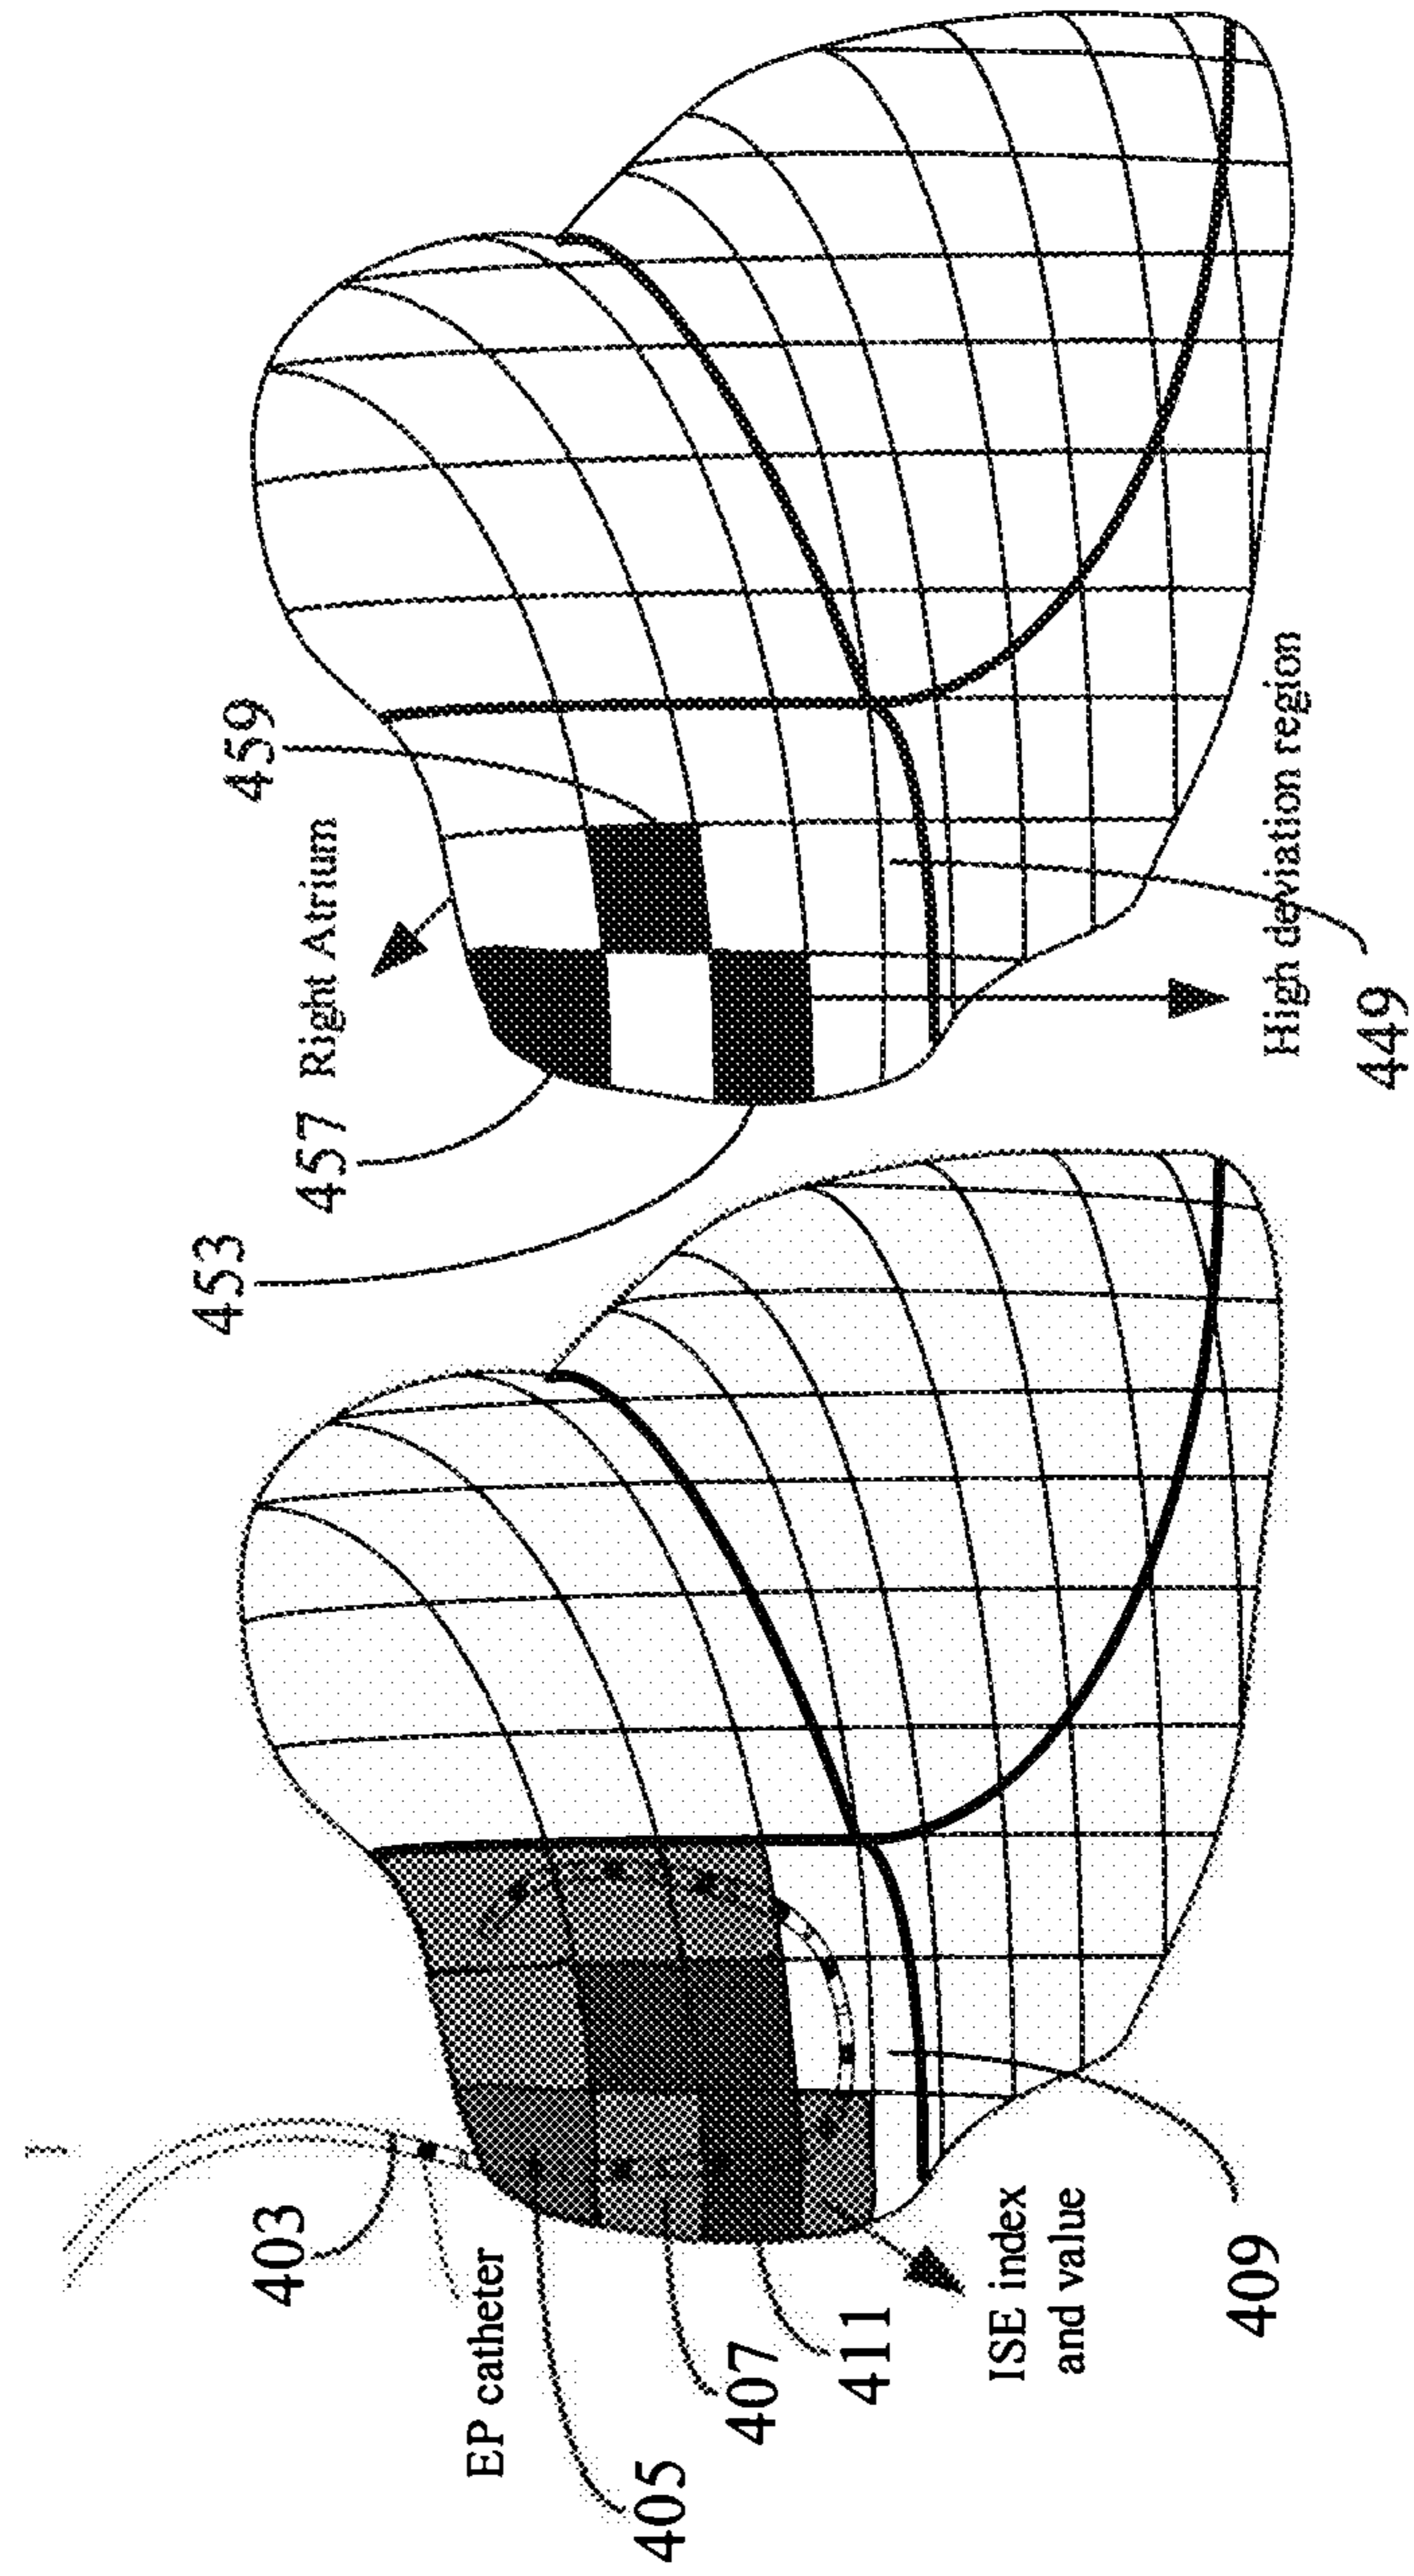 403
EP catheter
405
407
411
ISE index
and value
409
453
457
Right Atrium
459
High deviation region
449